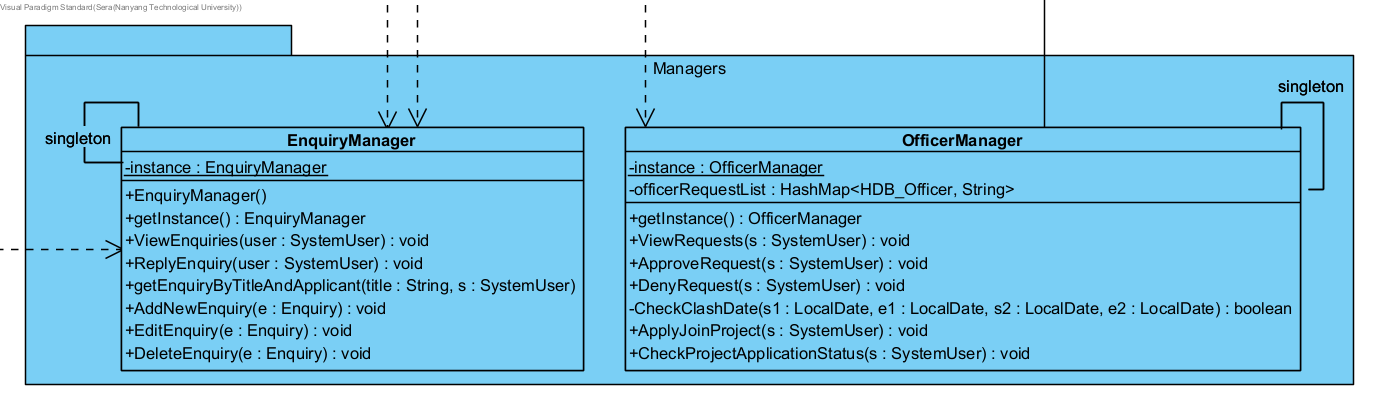 Visual Paradigm Standard(Sera(Nanyang Technological University))
Managers
singleton
EnquiryManager
-instance : EnquiryManager
+EnquiryManager()
+getInstance() : EnquiryManager
+ViewEnquiries(user : SystemUser) : void
+ReplyEnquiry(user : SystemUser) : void
+getEnquiryByTitleAndApplicant(title : String, s : SystemUser)
+AddNewEnquiry(e : Enquiry) : void
+EditEnquiry(e : Enquiry) : void
+DeleteEnquiry(e : Enquiry) : void
singleton
OfficerManager
-instance : OfficerManager
-officerRequestList : HashMap<HDB_Officer, String>
+getInstance() : OfficerManager
+ViewRequests(s : SystemUser) : void
+ApproveRequest(s : SystemUser) : void
+DenyRequest(s : SystemUser) : void
-CheckClashDate(s1 : LocalDate, e1 : LocalDate, s2 : LocalDate, e2 : LocalDate) : boolean
+ApplyJoinProject(s : SystemUser) : void
+CheckProjectApplicationStatus(s : SystemUser) : void